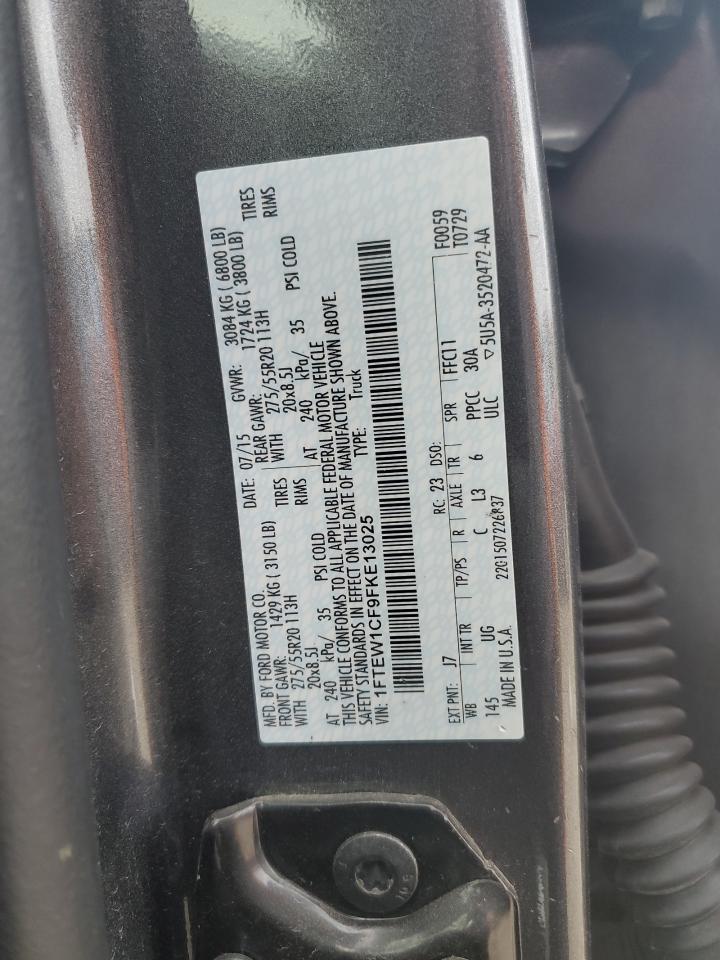 MFD. BY FORD MOTOR CO. DATE: 07/15 GVWR: 3084 KG ( 6800 LB)
FRONT GAWR: 1429 KG ( 3150 LB) REAR GAWR: 1724 KG ( 3800 LB)
WITH 275/55R20 113H TIRES WITH 275/55R20 113H TIRES
20x8.5J RIMS 20x8.5J RIMS
AT 240 kPa/ 35 PSI COLD AT 240 kPa/ 35 PSI COLD
THIS VEHICLE CONFORMS TO ALL APPLICABLE FEDERAL MOTOR VEHICLE
SAFETY STANDARDS IN EFFECT ON THE DATE OF MANUFACTURE SHOWN ABOVE.
VIN: 1FTEW1CF9FKE13025 TYPE: Truck
F0059
T0729
EXT PNT: J7 RC: 23 DSO: FFC11
WB INT TR TP/PS R AXLE TR SPR 30A
145 UG C L3 6 PPCC
ULC
MADE IN U.S.A. 22G1507226R37 ▽5U5A-3520472-AA